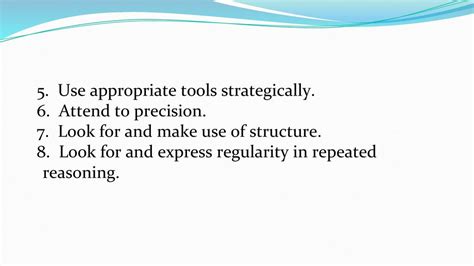 5. Use appropriate tools strategically.
6. Attend to precision.
7. Look for and make use of structure.
8. Look for and express regularity in repeated
reasoning.